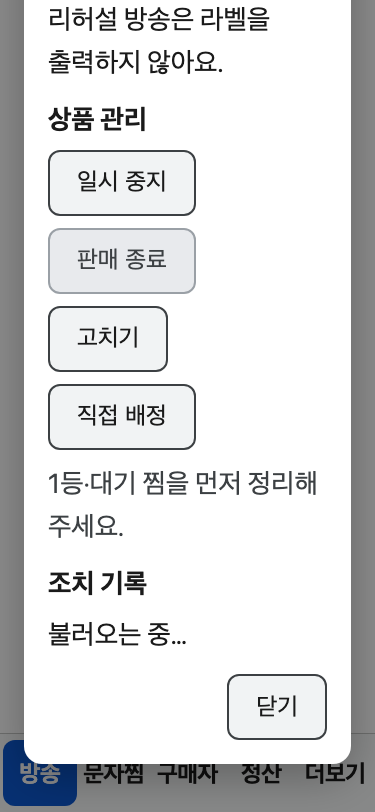 리허설 방송은 라벨을
출력하지 않아요.
상품 관리
일시 중지
판매 종료
고치기
직접 배정
1등·대기 찜을 먼저 정리해
주세요.
조치 기록
불러오는 중...
닫기
방송 문자찜 구매자 정산 더보기